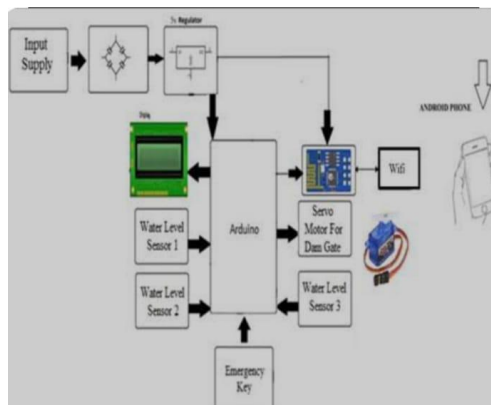 5v Regulator
Input
Supply
ANDROID PHONE
Display
Wifi
Arduino
Water Level
Sensor 1
Servo
Motor For
Dam Gate
Water Level
Sensor 2
Water Level
Sensor 3
Emergency
Key